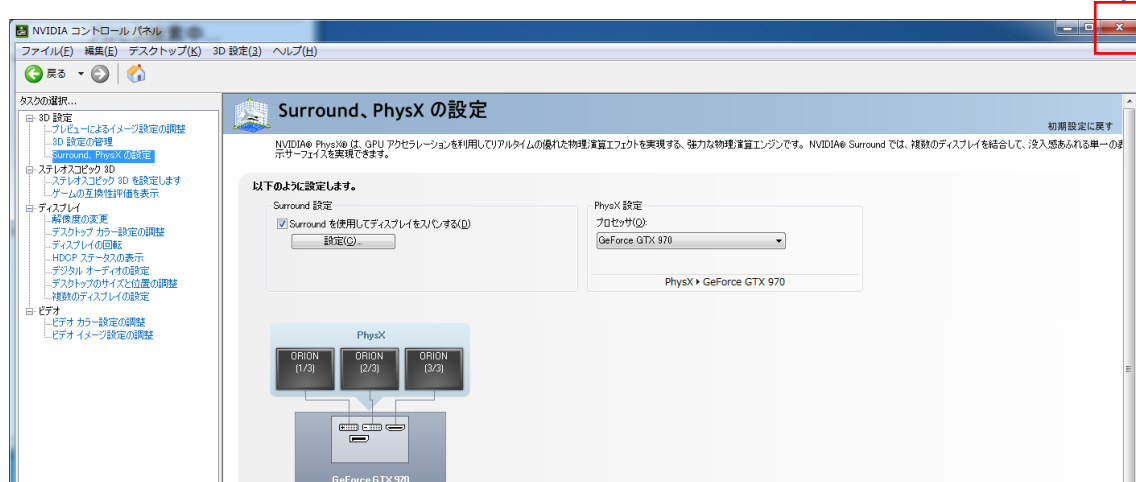 NVIDIA コントロール パネル
ファイル(F) 編集(E) デスクトップ(K) 3D 設定(3) ヘルプ(H)
戻る
タスクの選択...
3D 設定
プレビューによるイメージ設定の調整
3D 設定の管理
Surround、PhysX の設定
ステレオスコピック 3D
ステレオスコピック 3D を設定します
ゲームの互換性評価を表示
ディスプレイ
解像度の変更
デスクトップ カラー設定の調整
ディスプレイの回転
HDCP ステータスの表示
デジタル オーディオの設定
デスクトップのサイズと位置の調整
複数のディスプレイの設定
ビデオ
ビデオ カラー設定の調整
ビデオ イメージ設定の調整
Surround、PhysX の設定
初期設定に戻す
NVIDIA® PhysX® は、GPU アクセラレーションを利用してリアルタイムの優れた物理演算エフェクトを実現する、強力な物理演算エンジンです。 NVIDIA® Surround では、複数のディスプレイを結合して、没入感あふれる単一の表
示サーフェイスを実現できます。
以下のように設定します。
Surround 設定
Surround を使用してディスプレイをスパンする(D)
設定(C)...
PhysX 設定
プロセッサ(O):
GeForce GTX 970
PhysX ▸ GeForce GTX 970
PhysX
ORION (1/3)
ORION (2/3)
ORION (3/3)
GeForce GTX 970